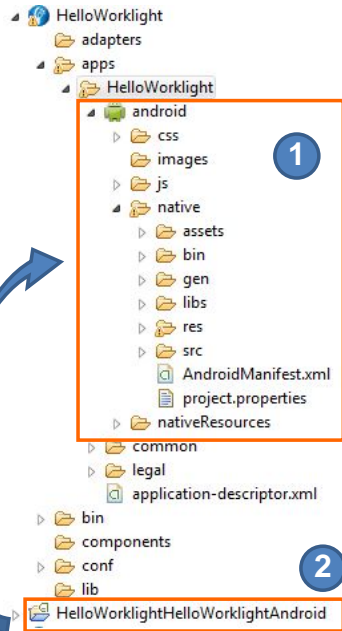 HelloWorklight
adapters
apps
HelloWorklight
android
css
1
images
js
native
assets
bin
gen
libs
res
src
AndroidManifest.xml
project.properties
nativeResources
common
legal
application-descriptor.xml
bin
components
conf
2
lib
HelloWorklightHelloWorklightAndroid